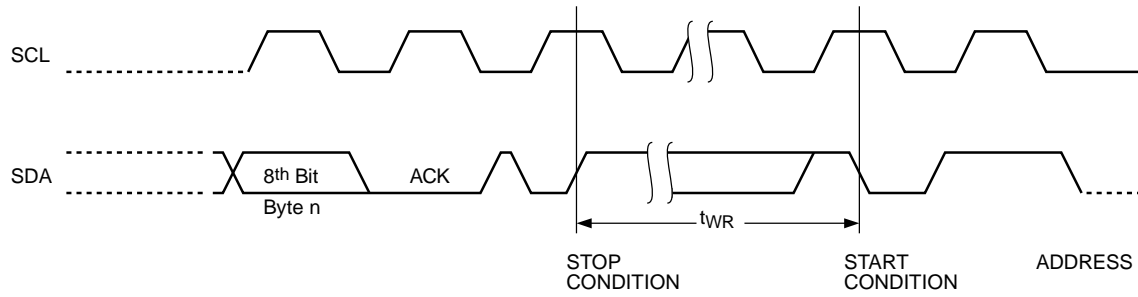 SCL
SDA
8th Bit
ACK
Byte n
tWR
STOP
CONDITION
START
CONDITION
ADDRESS